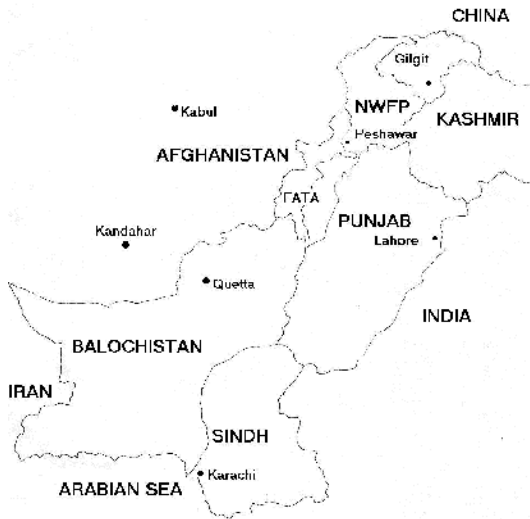 CHINA
Gilgit
NWFP
KASHMIR
Kabul
Peshawar
AFGHANISTAN
FATA
PUNJAB
Kandahar
Lahore
Quetta
INDIA
BALOCHISTAN
IRAN
SINDH
Karachi
ARABIAN SEA